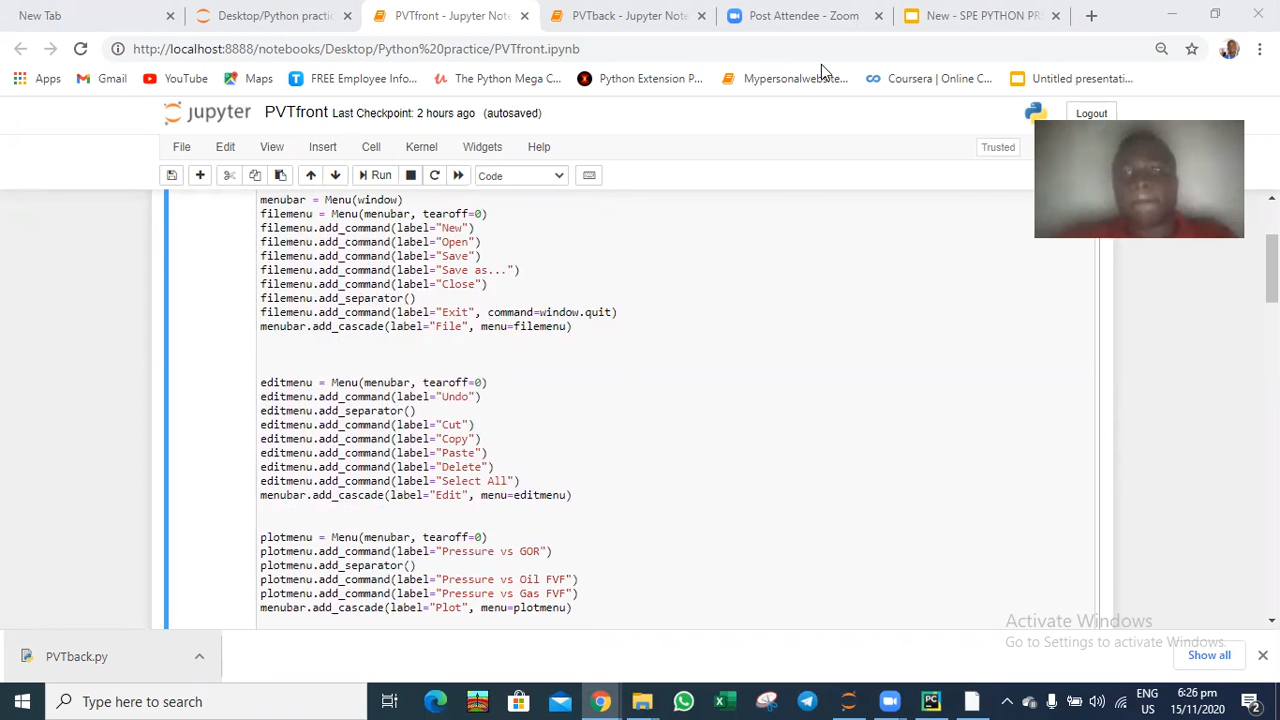 New Tab
Desktop/Python practic
PVTfront - Jupyter Note
PVTback - Jupyter Note
Post Attendee - Zoom
New - SPE PYTHON PRS
http://localhost:8888/notebooks/Desktop/Python%20practice/PVTfront.ipynb
Apps
Gmail
YouTube
Maps
FREE Employee Info...
The Python Mega C...
Python Extension P...
Mypersonalwebsite...
Coursera | Online C...
Untitled presentati...
jupyter PVTfront Last Checkpoint: 2 hours ago (autosaved)
Logout
File Edit View Insert Cell Kernel Widgets Help
Trusted
Run
Code
menubar = Menu(window)
filemenu = Menu(menubar, tearoff=0)
filemenu.add_command(label="New")
filemenu.add_command(label="Open")
filemenu.add_command(label="Save")
filemenu.add_command(label="Save as...")
filemenu.add_command(label="Close")
filemenu.add_separator()
filemenu.add_command(label="Exit", command=window.quit)
menubar.add_cascade(label="File", menu=filemenu)
editmenu = Menu(menubar, tearoff=0)
editmenu.add_command(label="Undo")
editmenu.add_separator()
editmenu.add_command(label="Cut")
editmenu.add_command(label="Copy")
editmenu.add_command(label="Paste")
editmenu.add_command(label="Delete")
editmenu.add_command(label="Select All")
menubar.add_cascade(label="Edit", menu=editmenu)
plotmenu = Menu(menubar, tearoff=0)
plotmenu.add_command(label="Pressure vs GOR")
plotmenu.add_separator()
plotmenu.add_command(label="Pressure vs Oil FVF")
plotmenu.add_command(label="Pressure vs Gas FVF")
menubar.add_cascade(label="Plot", menu=plotmenu)
Activate Windows
Go to Settings to activate Windows.
PVTback.py
Show all
Type here to search
ENG
US
6:26 pm
15/11/2020
2